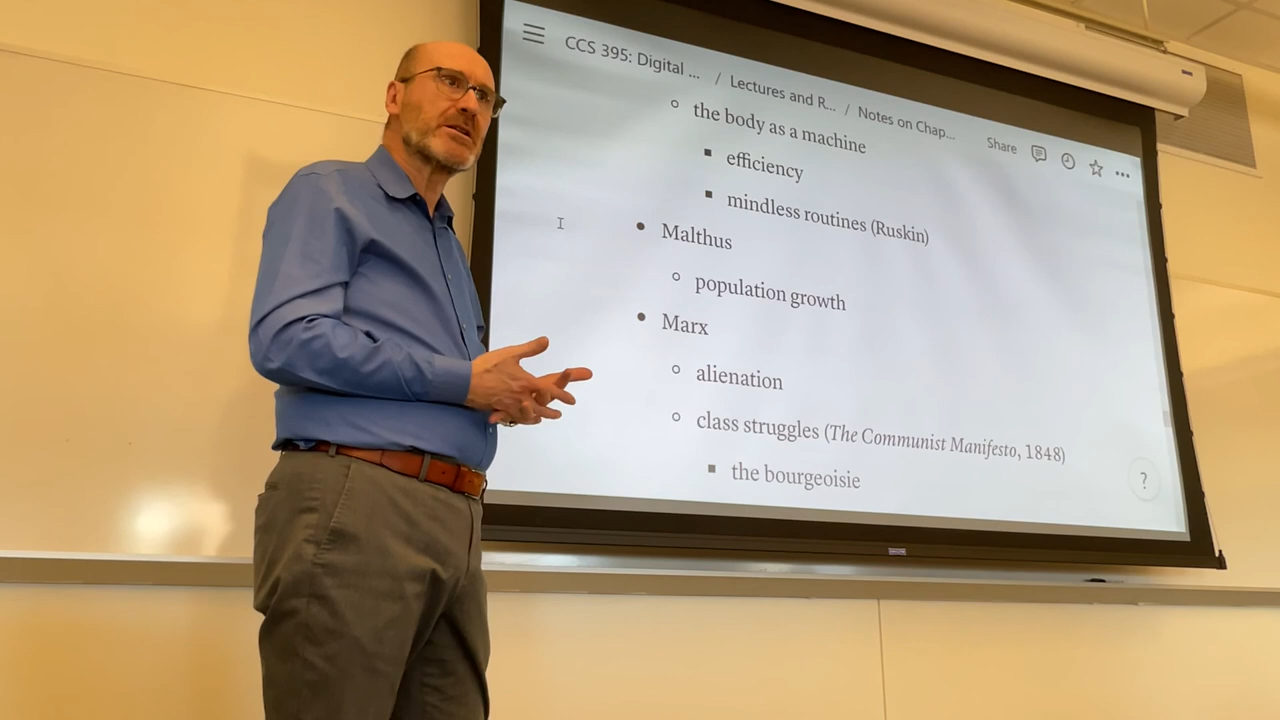 CCS 395: Digital ... / Lectures and R... / Notes on Chap...
Share
the body as a machine
efficiency
mindless routines (Ruskin)
Malthus
population growth
Marx
alienation
class struggles (The Communist Manifesto, 1848)
the bourgeoisie
?